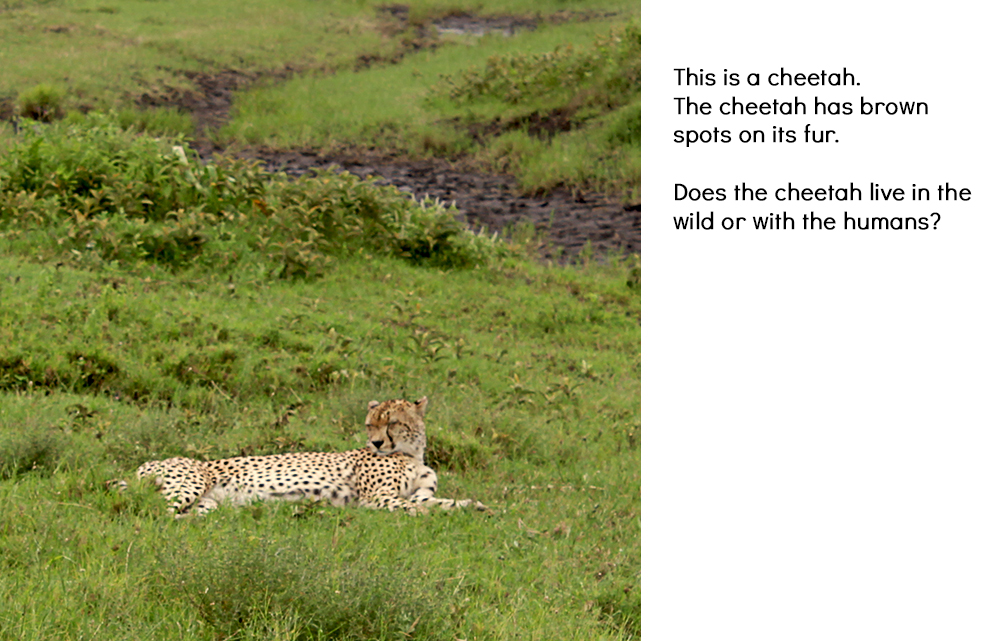 This is a cheetah.
The cheetah has brown
spots on its fur.
Does the cheetah live in the
wild or with the humans?